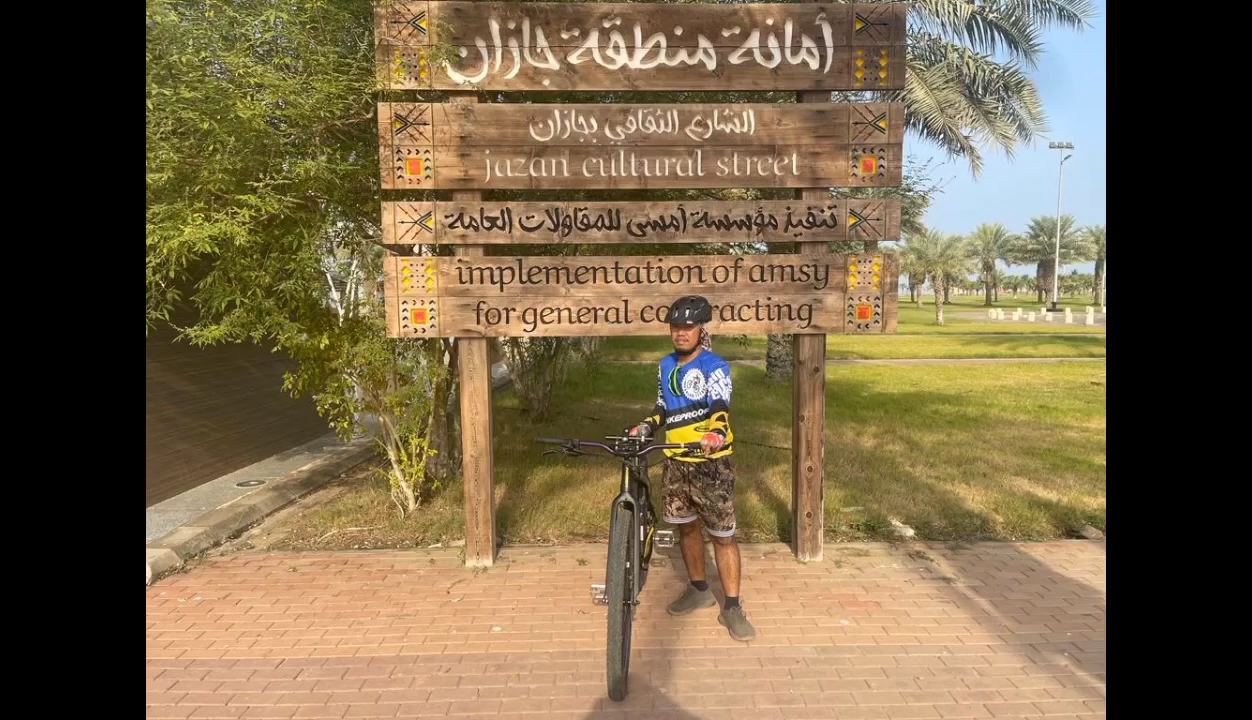 أمانة منطقة جازان
الشارع الثقافي بجازان
jazan cultural street
تنفيذ مؤسسة أمسى للمقاولات العامة
implementation of amsy
for general